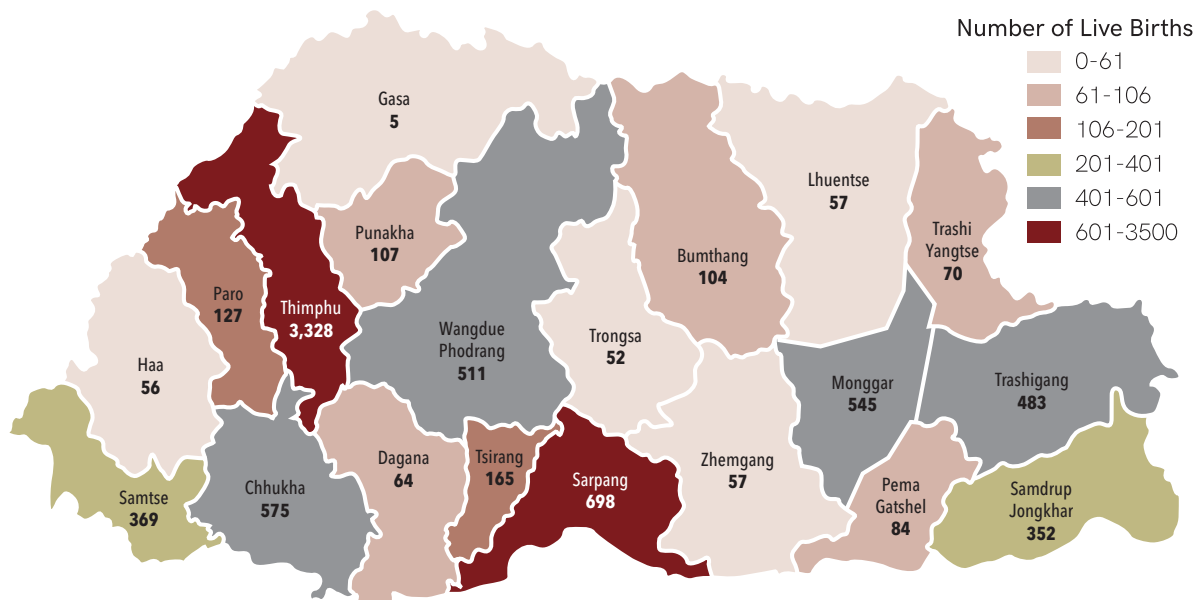 Number of Live Births
0-61
61-106
106-201
201-401
401-601
601-3500
Gasa
5
Punakha
107
Paro
127
Thimphu
3,328
Haa
56
Wangdue
Phodrang
511
Trongsa
52
Bumthang
104
Lhuentse
57
Trashi
Yangtse
70
Monggar
545
Trashigang
483
Samtse
369
Chhukha
575
Dagana
64
Tsirang
165
Sarpang
698
Zhemgang
57
Pema
Gatshel
84
Samdrup
Jongkhar
352